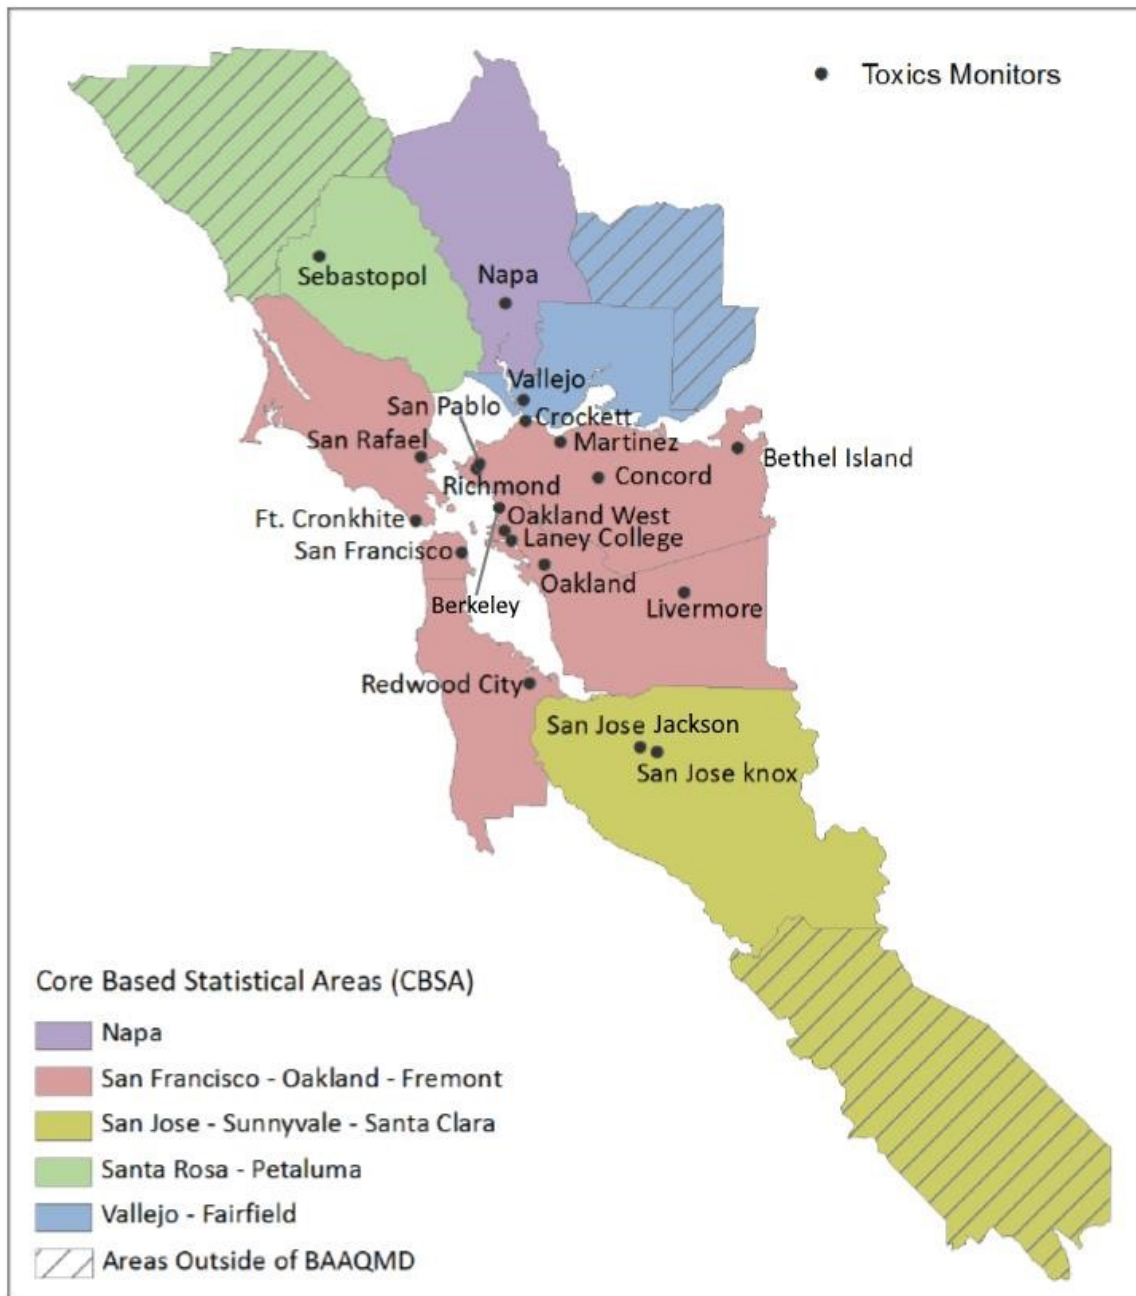 Toxics Monitors
Sebastopol
Napa
Vallejo
San Pablo
Crockett
San Rafael
Martinez
Bethel Island
Concord
Richmond
Ft. Cronkhite
Oakland West
Laney College
San Francisco
Oakland
Berkeley
Livermore
Redwood City
San Jose Jackson
San Jose knox
Core Based Statistical Areas (CBSA)
Napa
San Francisco - Oakland - Fremont
San Jose - Sunnyvale - Santa Clara
Santa Rosa - Petaluma
Vallejo - Fairfield
Areas Outside of BAAQMD